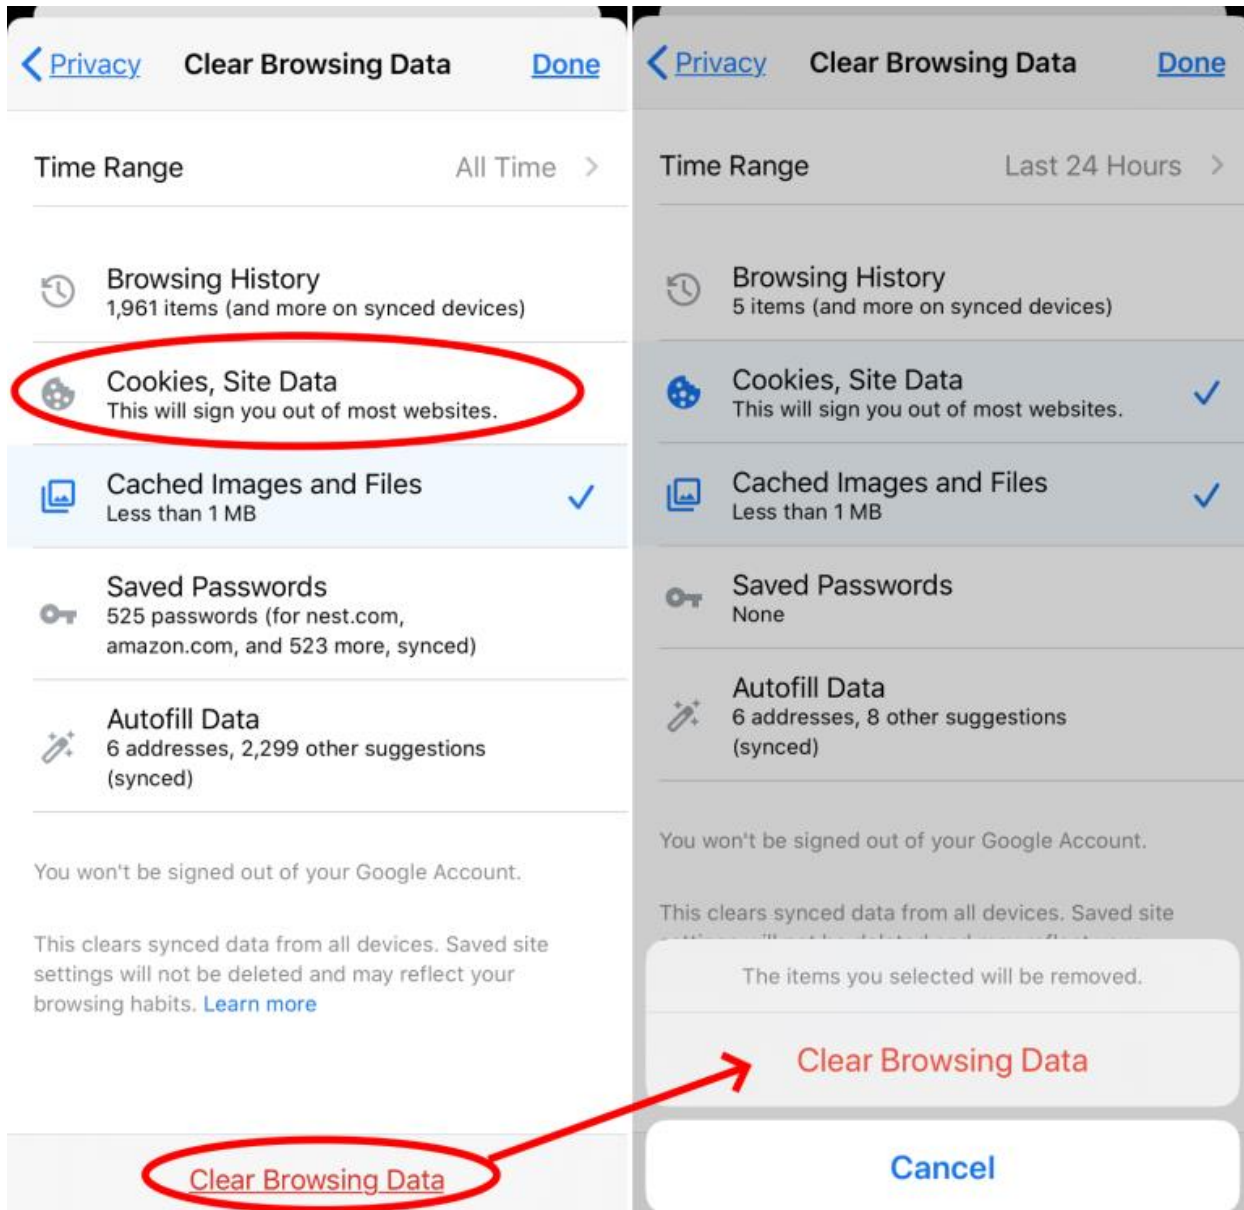 Privacy Clear Browsing Data Done
Time Range All Time
Browsing History
1,961 items (and more on synced devices)
Cookies, Site Data
This will sign you out of most websites.
Cached Images and Files
Less than 1 MB
Saved Passwords
525 passwords (for nest.com,
amazon.com, and 523 more, synced)
Autofill Data
6 addresses, 2,299 other suggestions
(synced)
You won't be signed out of your Google Account.
This clears synced data from all devices. Saved site
settings will not be deleted and may reflect your
browsing habits. Learn more
Clear Browsing Data
Privacy Clear Browsing Data Done
Time Range Last 24 Hours
Browsing History
5 items (and more on synced devices)
Cookies, Site Data
This will sign you out of most websites.
Cached Images and Files
Less than 1 MB
Saved Passwords
None
Autofill Data
6 addresses, 8 other suggestions
(synced)
You won't be signed out of your Google Account.
This clears synced data from all devices. Saved site
The items you selected will be removed.
Clear Browsing Data
Cancel